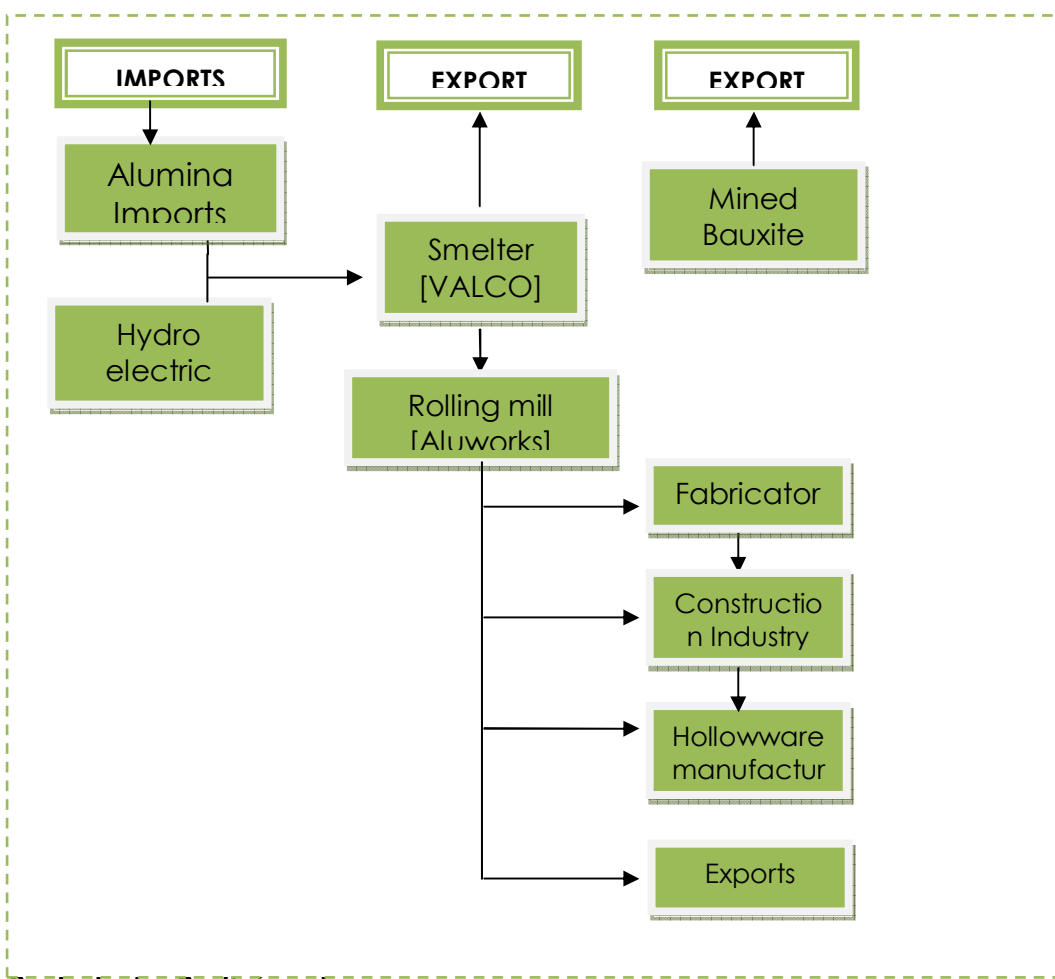 IMPORTS
EXPORT
EXPORT
Alumina
Imports
Smelter
[VALCO]
Mined
Bauxite
Hydro
electric
Rolling mill
[Aluworks]
Fabricator
Constructio
n Industry
Hollowware
manufactur
Exports